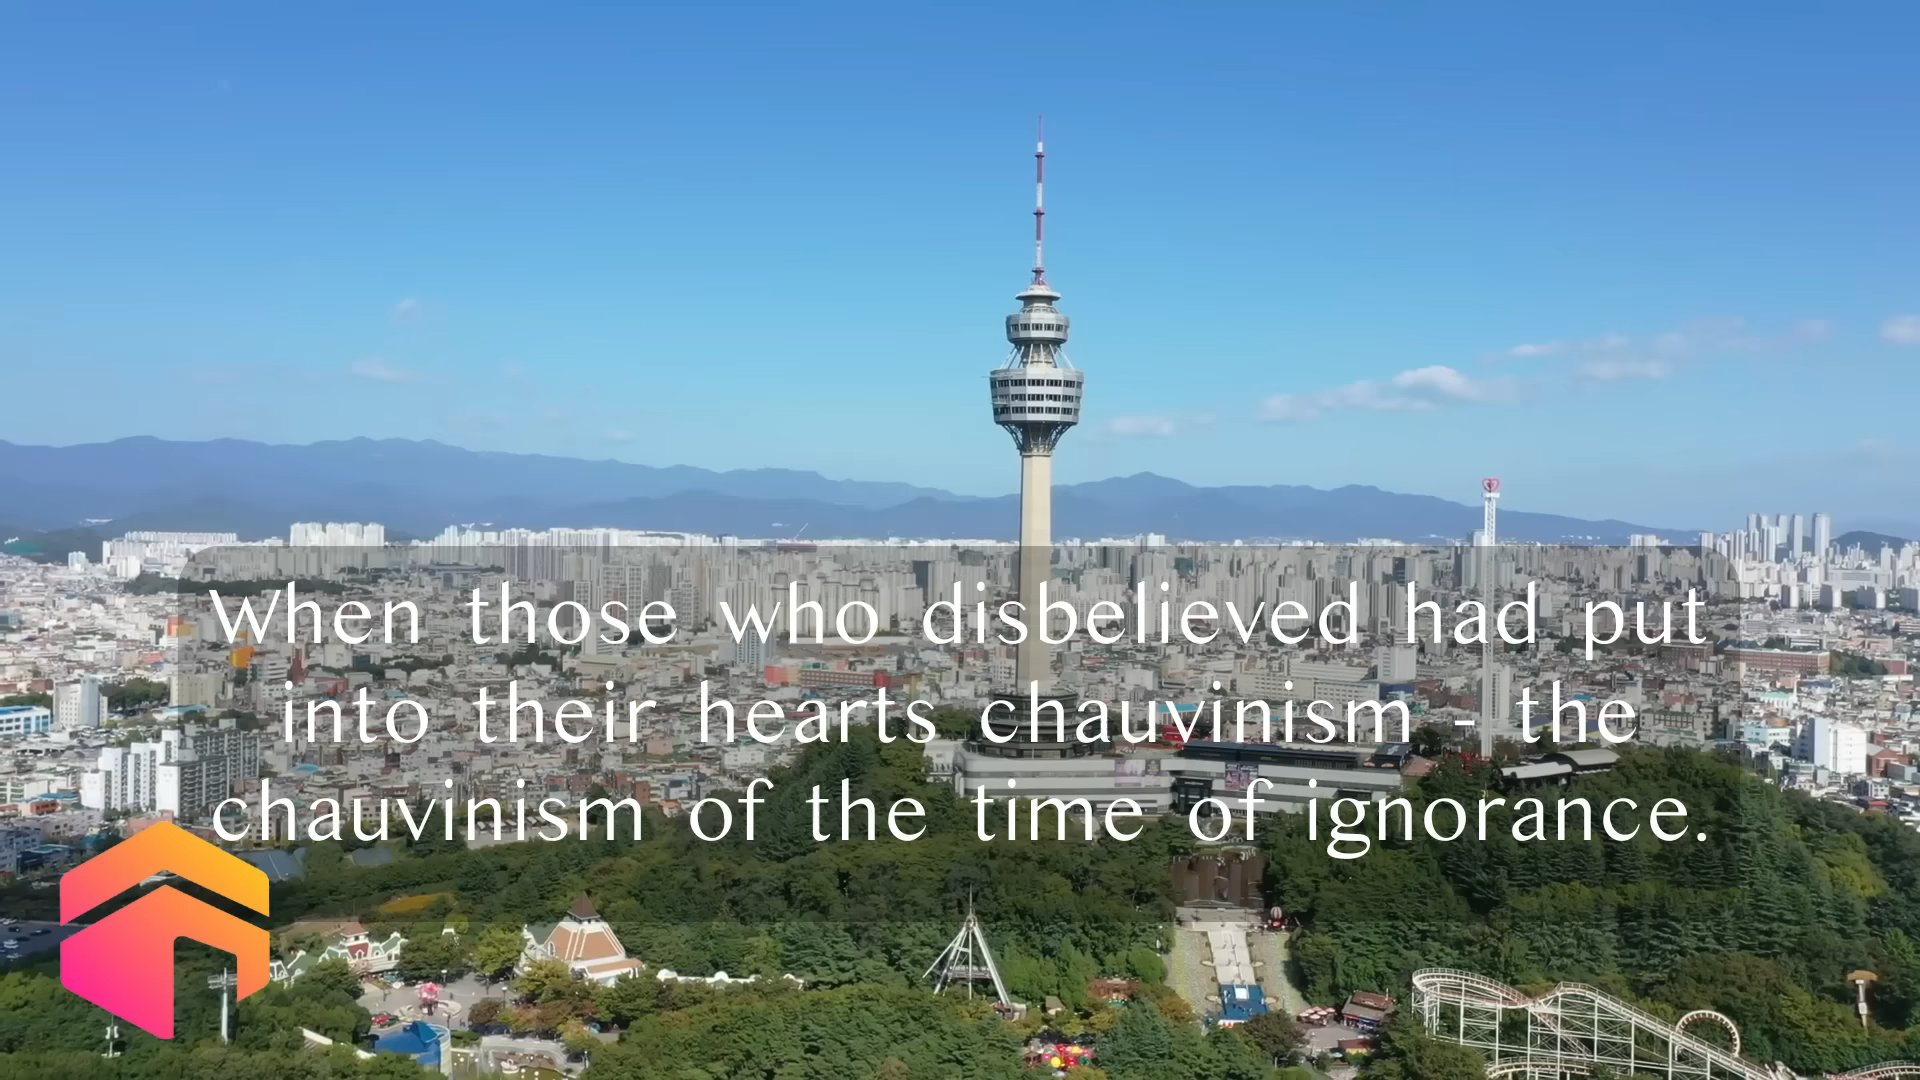 When those who disbelieved had put
into their hearts chauvinism - the
chauvinism of the time of ignorance.